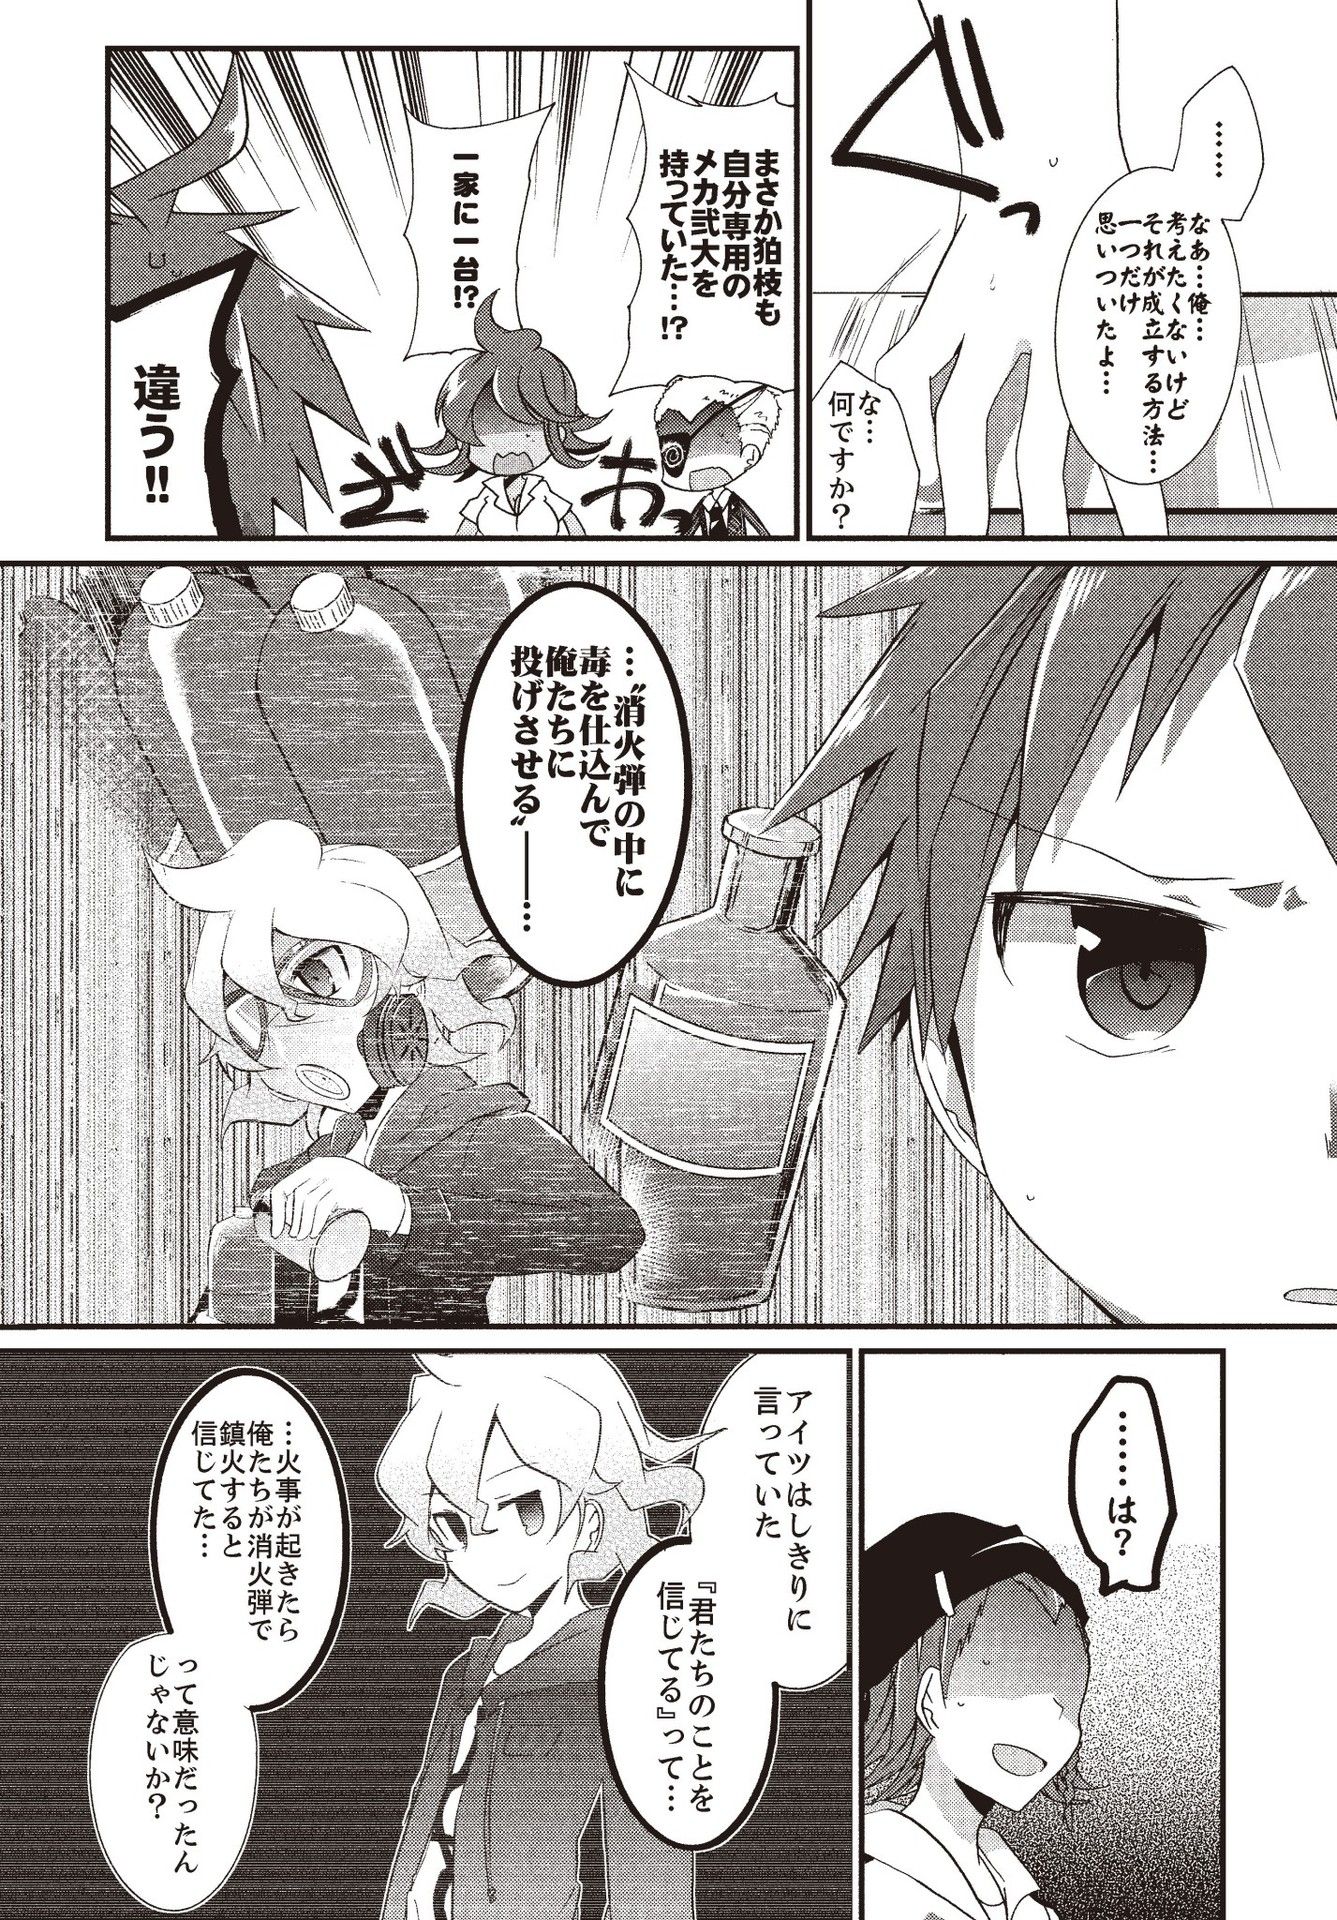 ……
なあ…俺…
考えたくないけど
それが成立する方法…
一つだけ
思いついたよ…
な…
何ですか？
まさか狛枝も
自分専用の
メカ弐大を
持っていた…!?
一家に一台!?
わ
ざ
違う!!
…〝消火弾の中に
毒を仕込んで
俺たちに
投げさせる〟――…
……は？
アイツはしきりに
言っていた
『君たちのことを
信じてる』って…
…火事が起きたら
俺たちが消火弾で
鎮火すると
信じてた…
って意味だったん
じゃないか？